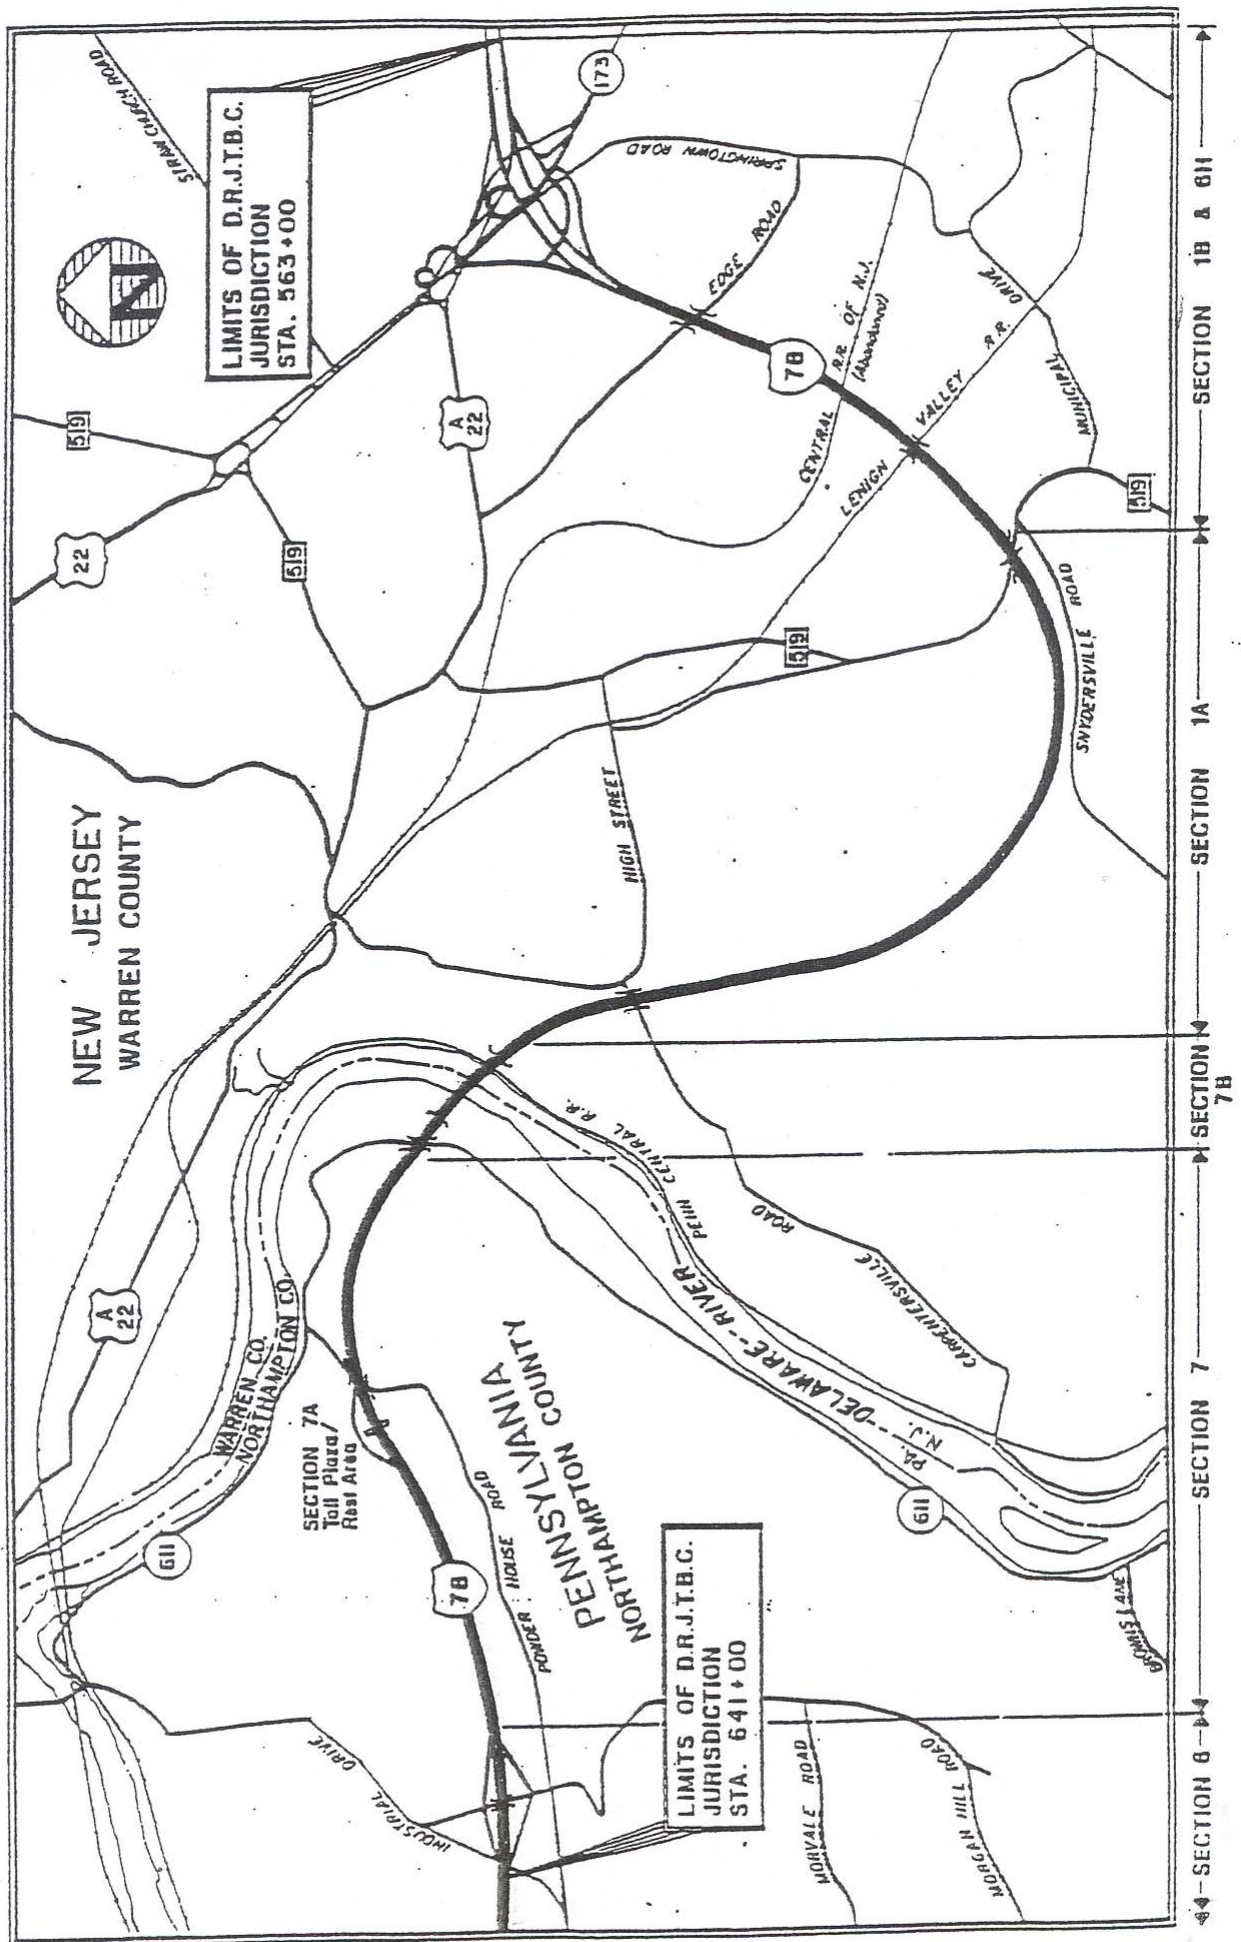 STRAW CHURCH ROAD
LIMITS OF D.R.J.T.B.C.
JURISDICTION
STA. 563+00
N
173
SPRINGTOWN ROAD
EDGE ROAD
78
CENTRAL R.R. OF N.J.
(Abandoned)
LEHIGH VALLEY R.R.
MUNICIPAL DRIVE
519
22
A
22
519
519
519
SNYDERSVILLE ROAD
HIGH STREET
NEW JERSEY
WARREN COUNTY
A
22
WARREN CO.
NORTHAMPTON CO.
PENN CENTRAL R.R.
CARPENTERSVILLE ROAD
DELAWARE RIVER
PA.
N.J.
611
611
SECTION 7A
Toll Plaza/
Rest Area
78
POWDER HOUSE ROAD
PENNSYLVANIA
NORTHAMPTON COUNTY
LIMITS OF D.R.J.T.B.C.
JURISDICTION
STA. 641+00
INDUSTRIAL DRIVE
MORVALE ROAD
MORGAN HILL ROAD
BROWNS LANE
SECTION 6
SECTION 7
SECTION
7B
SECTION 1A
SECTION 1B & 6H